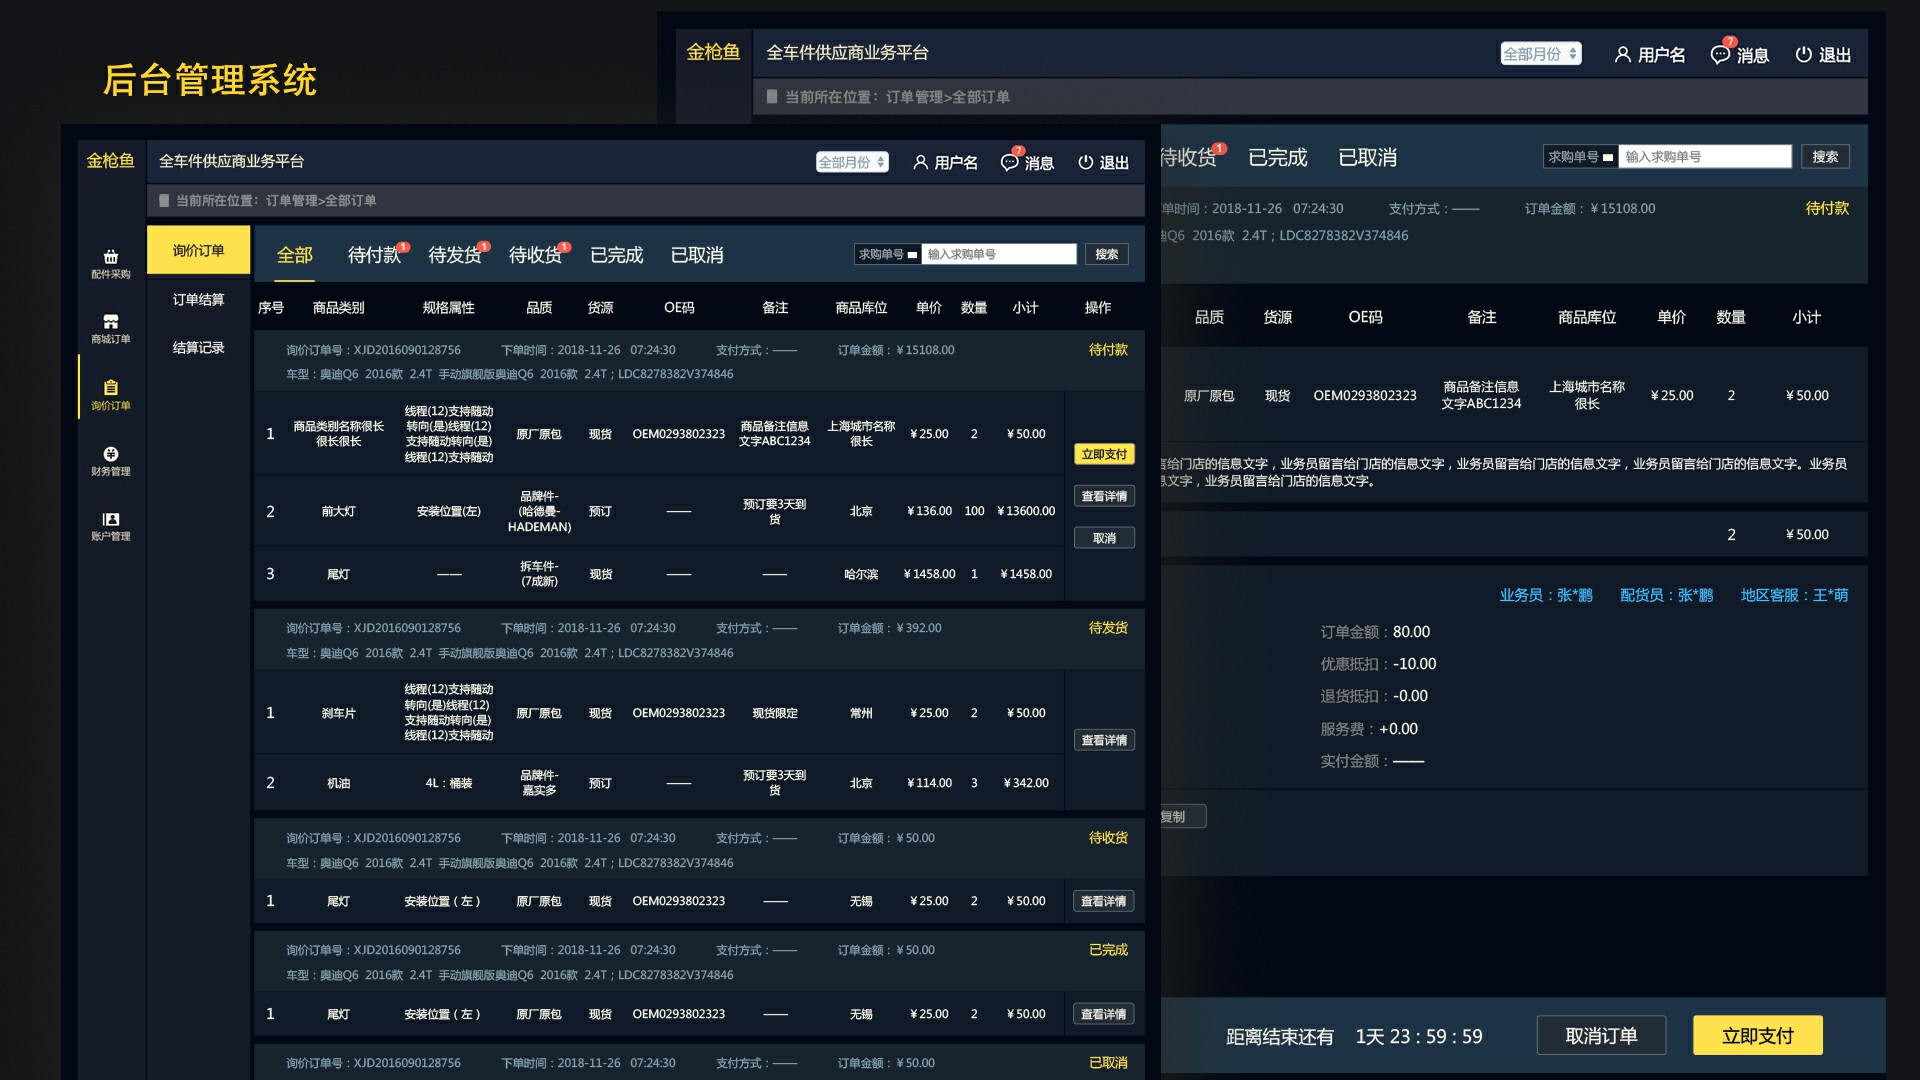 后台管理系统
金枪鱼
全车件供应商业务平台
全部月份 用户名 7 消息 退出
当前所在位置：订单管理>全部订单
配件采购
商城订单
询价订单
财务管理
账户管理
询价订单
订单结算
结算记录
全部 待付款 1 待发货 1 待收货 1 已完成 已取消 求购单号 输入求购单号 搜索
序号 商品类别 规格属性 品质 货源 OE码 备注 商品库位 单价 数量 小计 操作
询价订单号：XJD2016090128756 下单时间：2018-11-26 07:24:30 支付方式：—— 订单金额：¥15108.00 待付款
车型：奥迪Q6 2016款 2.4T 手动旗舰版奥迪Q6 2016款 2.4T；LDC8278382V374846
1 商品类别名称很长很长很长 线程(12)支持随动转向(是)线程(12)支持随动转向(是)线程(12)支持随动 原厂原包 现货 OEM0293802323 商品备注信息文字ABC1234 上海城市名称很长 ¥25.00 2 ¥50.00
立即支付
查看详情
取消
2 前大灯 安装位置(左) 品牌件-(哈德曼-HADEMAN) 预订 —— 预订要3天到货 北京 ¥136.00 100 ¥13600.00
3 尾灯 —— 拆车件-(7成新) 现货 —— —— 哈尔滨 ¥1458.00 1 ¥1458.00
询价订单号：XJD2016090128756 下单时间：2018-11-26 07:24:30 支付方式：—— 订单金额：¥392.00 待发货
车型：奥迪Q6 2016款 2.4T 手动旗舰版奥迪Q6 2016款 2.4T；LDC8278382V374846
1 刹车片 线程(12)支持随动转向(是)线程(12)支持随动转向(是)线程(12)支持随动 原厂原包 现货 OEM0293802323 现货限定 常州 ¥25.00 2 ¥50.00
查看详情
2 机油 4L：桶装 品牌件-嘉实多 预订 —— 预订要3天到货 北京 ¥114.00 3 ¥342.00
询价订单号：XJD2016090128756 下单时间：2018-11-26 07:24:30 支付方式：—— 订单金额：¥50.00 待收货
车型：奥迪Q6 2016款 2.4T 手动旗舰版奥迪Q6 2016款 2.4T；LDC8278382V374846
1 尾灯 安装位置（左） 原厂原包 现货 OEM0293802323 —— 无锡 ¥25.00 2 ¥50.00 查看详情
询价订单号：XJD2016090128756 下单时间：2018-11-26 07:24:30 支付方式：—— 订单金额：¥50.00 已完成
车型：奥迪Q6 2016款 2.4T 手动旗舰版奥迪Q6 2016款 2.4T；LDC8278382V374846
1 尾灯 安装位置（左） 原厂原包 现货 OEM0293802323 —— 无锡 ¥25.00 2 ¥50.00 查看详情
询价订单号：XJD2016090128756 下单时间：2018-11-26 07:24:30 支付方式：—— 订单金额：¥50.00 已取消
金枪鱼
全车件供应商业务平台
全部月份 用户名 7 消息 退出
当前所在位置：订单管理>全部订单
待收货 1 已完成 已取消 求购单号 输入求购单号 搜索
单时间：2018-11-26 07:24:30 支付方式：—— 订单金额：¥15108.00 待付款
迪Q6 2016款 2.4T；LDC8278382V374846
品质 货源 OE码 备注 商品库位 单价 数量 小计
原厂原包 现货 OEM0293802323 商品备注信息文字ABC1234 上海城市名称很长 ¥25.00 2 ¥50.00
言给门店的信息文字，业务员留言给门店的信息文字，业务员留言给门店的信息文字，业务员留言给门店的信息文字。业务员
息文字，业务员留言给门店的信息文字。
2 ¥50.00
业务员：张*鹏 配货员：张*鹏 地区客服：王*萌
订单金额：80.00
优惠抵扣：-10.00
退货抵扣：-0.00
服务费：+0.00
实付金额：——
复制
距离结束还有 1天 23：59：59 取消订单 立即支付